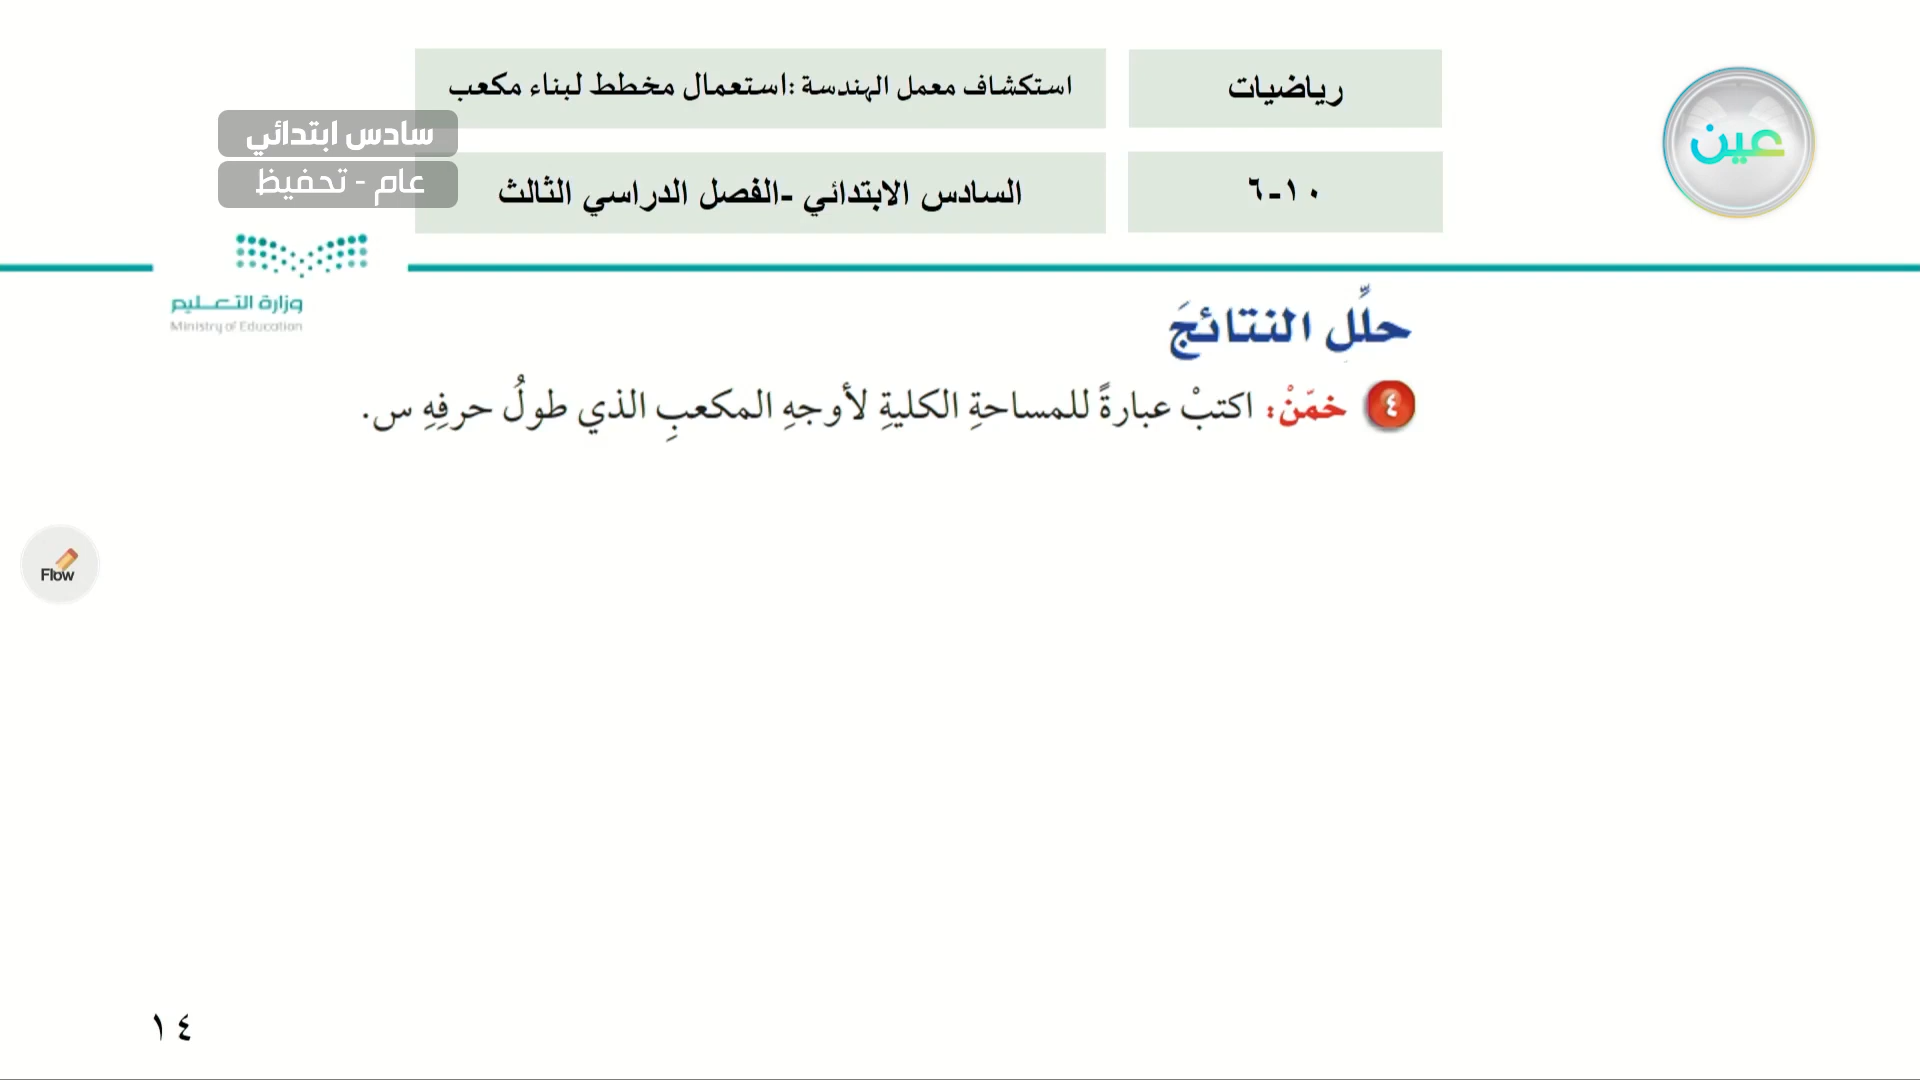 رياضيات
استكشاف معمل الهندسة :استعمال مخطط لبناء مكعب
سادس ابتدائي
عام - تحفيظ
عين
١٠-٦
السادس الابتدائي -الفصل الدراسي الثالث
وزارة التعليم
Ministry of Education
حلِّلِ النتائجَ
٤ خمّنْ: اكتبْ عبارةً للمساحةِ الكليةِ لأوجهِ المكعبِ الذي طولُ حرفِهِ س.
Flow
١٤